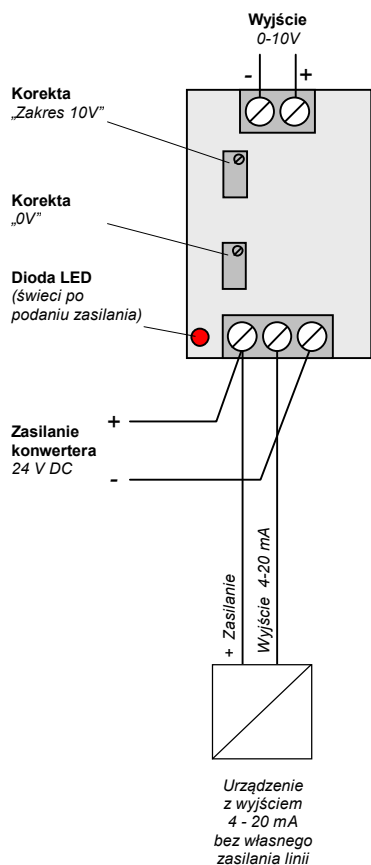 Wyjście
0-10V
- +
Korekta
„Zakres 10V”
Korekta
„0V”
Dioda LED
(świeci po
podaniu zasilania)
+
Zasilanie
konwertera
24 V DC
-
+ Zasilanie
Wyjście 4-20 mA
Urządzenie
z wyjściem
4 - 20 mA
bez własnego
zasilania linii